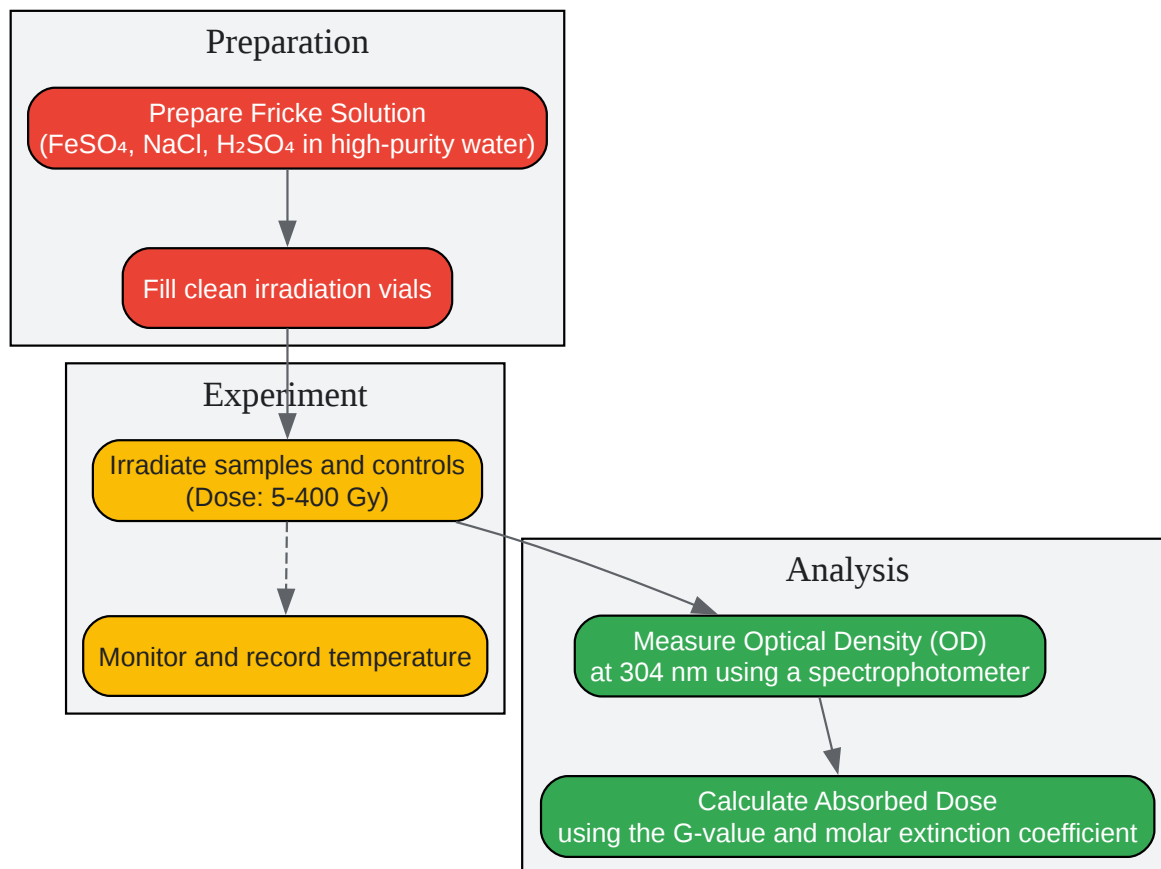 Preparation
Prepare Fricke Solution
(FeSO₄, NaCl, H₂SO₄ in high-purity water)
Fill clean irradiation vials
Experiment
Irradiate samples and controls
(Dose: 5-400 Gy)
Monitor and record temperature
Analysis
Measure Optical Density (OD)
at 304 nm using a spectrophotometer
Calculate Absorbed Dose
using the G-value and molar extinction coefficient